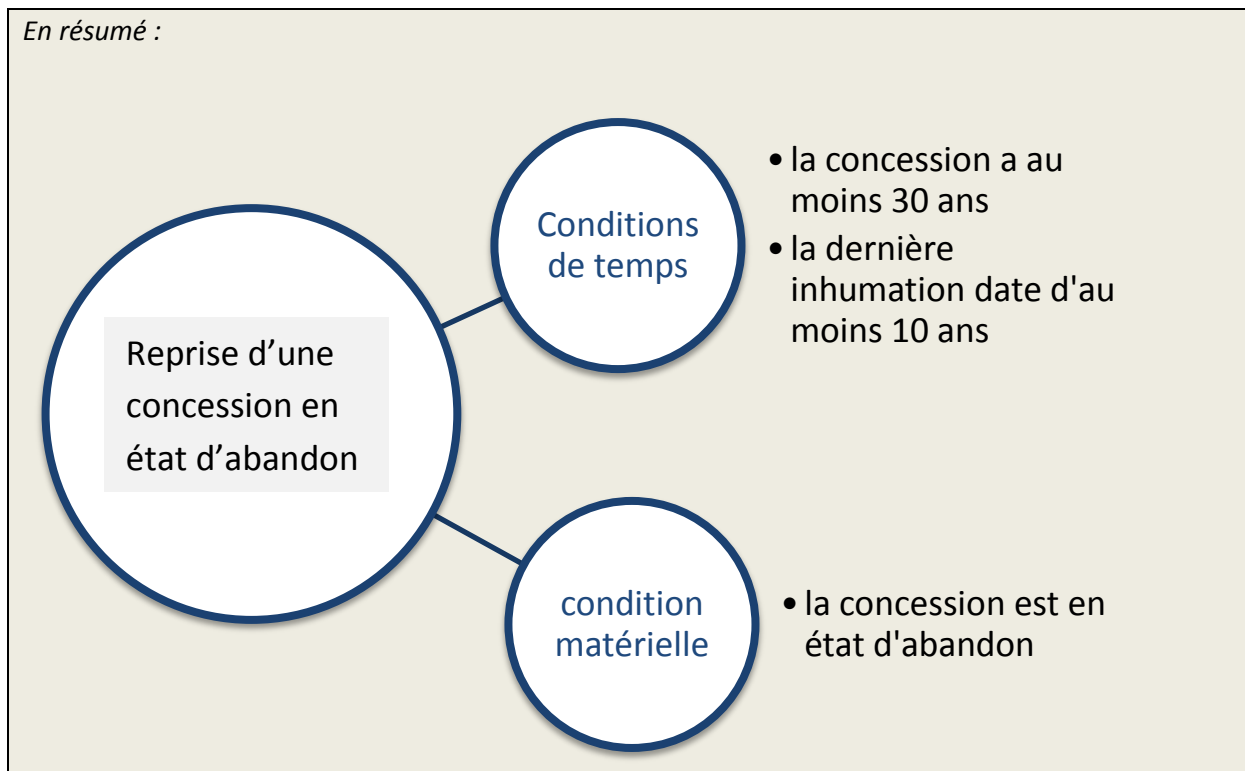 En résumé :
Reprise d’une
concession en
état d’abandon
Conditions
de temps
• la concession a au
moins 30 ans
• la dernière
inhumation date d'au
moins 10 ans
condition
matérielle
• la concession est en
état d'abandon